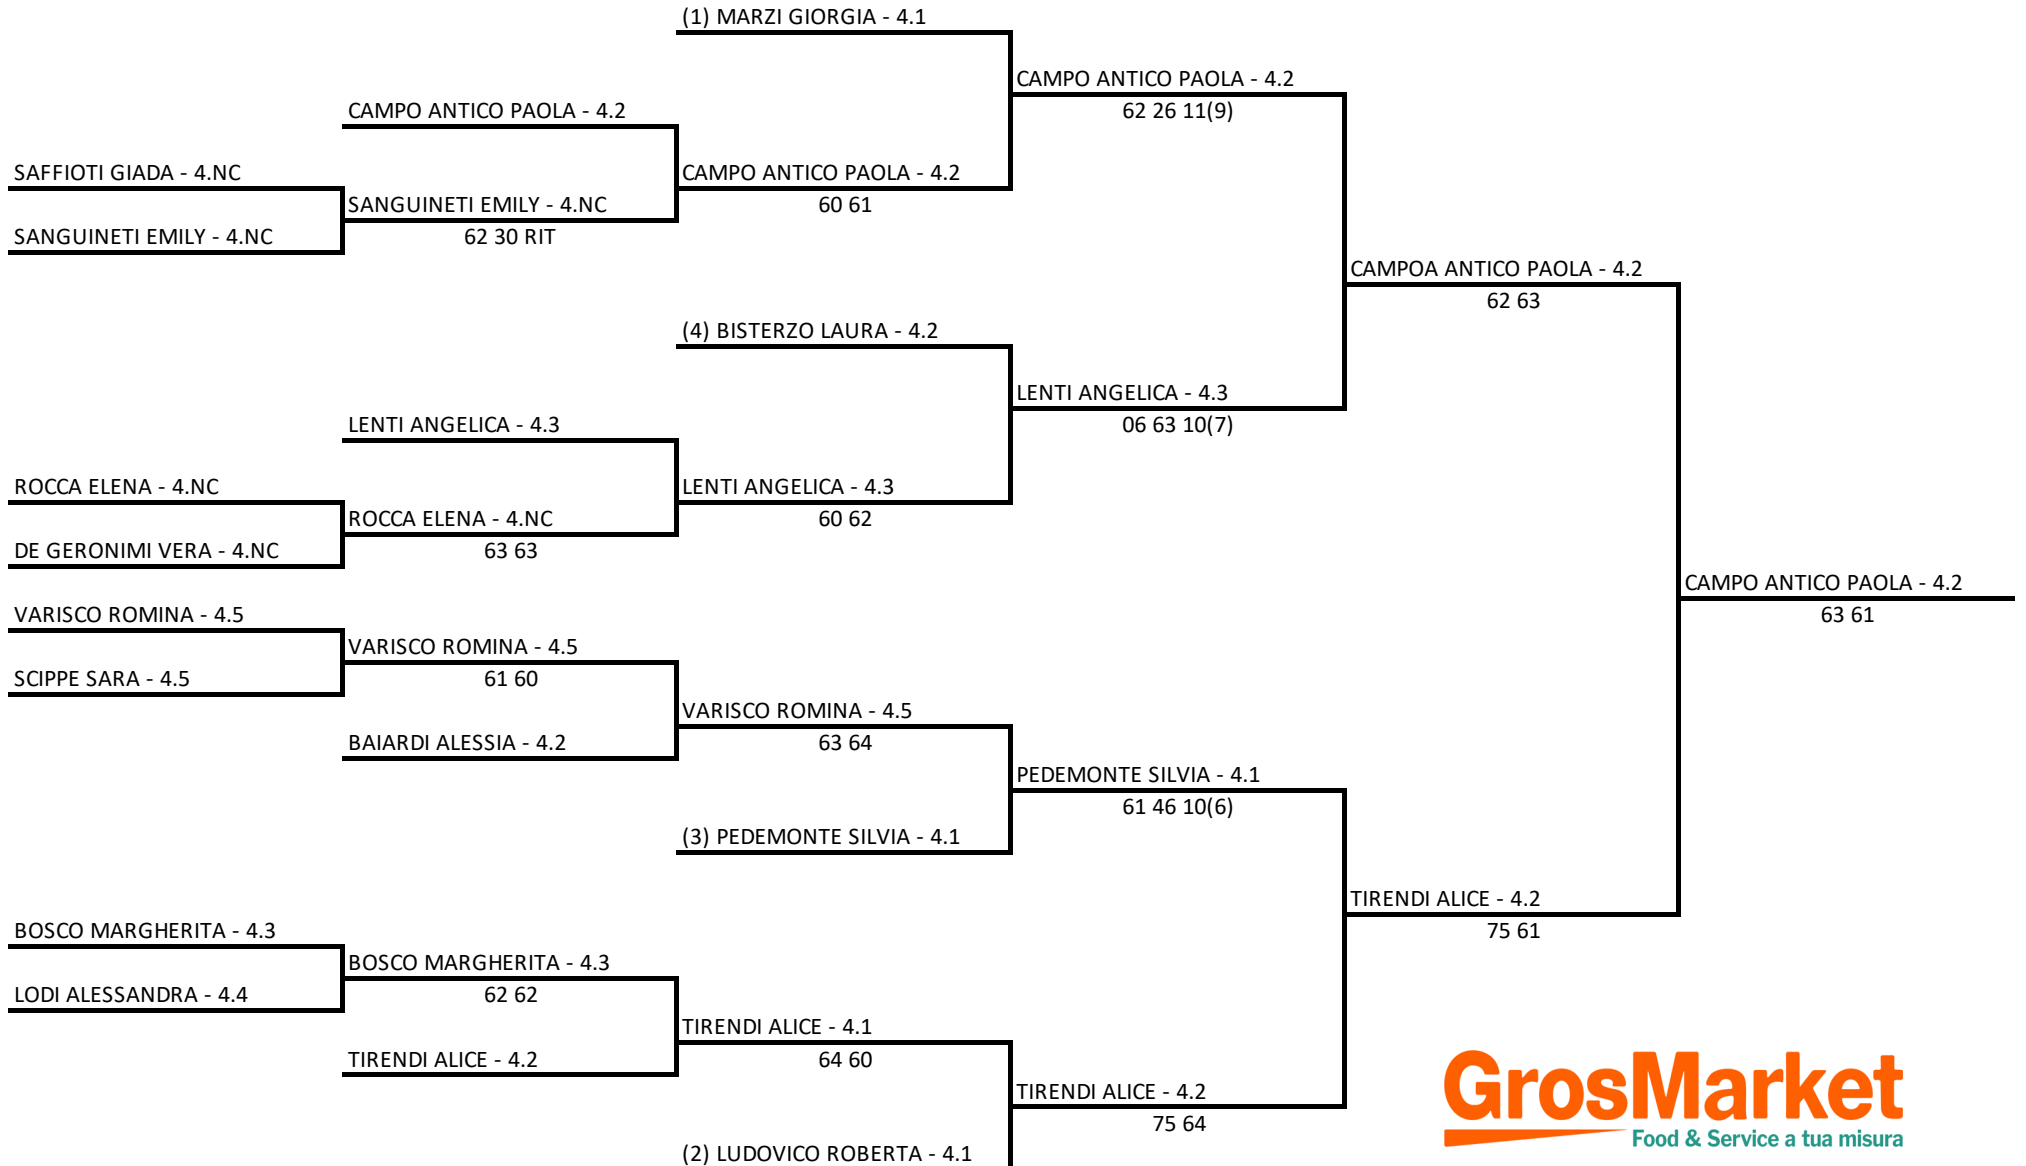 (1) MARZI GIORGIA - 4.1
CAMPO ANTICO PAOLA - 4.2
62 26 11(9)
CAMPO ANTICO PAOLA - 4.2
SAFFIOTI GIADA - 4.NC
CAMPO ANTICO PAOLA - 4.2
60 61
SANGUINETI EMILY - 4.NC
62 30 RIT
SANGUINETI EMILY - 4.NC
CAMPOA ANTICO PAOLA - 4.2
62 63
(4) BISTERZO LAURA - 4.2
LENTI ANGELICA - 4.3
06 63 10(7)
LENTI ANGELICA - 4.3
ROCCA ELENA - 4.NC
LENTI ANGELICA - 4.3
60 62
ROCCA ELENA - 4.NC
63 63
DE GERONIMI VERA - 4.NC
CAMPO ANTICO PAOLA - 4.2
63 61
VARISCO ROMINA - 4.5
VARISCO ROMINA - 4.5
61 60
SCIPPE SARA - 4.5
VARISCO ROMINA - 4.5
63 64
BAIARDI ALESSIA - 4.2
PEDEMONTE SILVIA - 4.1
61 46 10(6)
(3) PEDEMONTE SILVIA - 4.1
TIRENDI ALICE - 4.2
75 61
BOSCO MARGHERITA - 4.3
BOSCO MARGHERITA - 4.3
62 62
LODI ALESSANDRA - 4.4
TIRENDI ALICE - 4.1
64 60
TIRENDI ALICE - 4.2
TIRENDI ALICE - 4.2
75 64
(2) LUDOVICO ROBERTA - 4.1
GrosMarket
Food & Service a tua misura